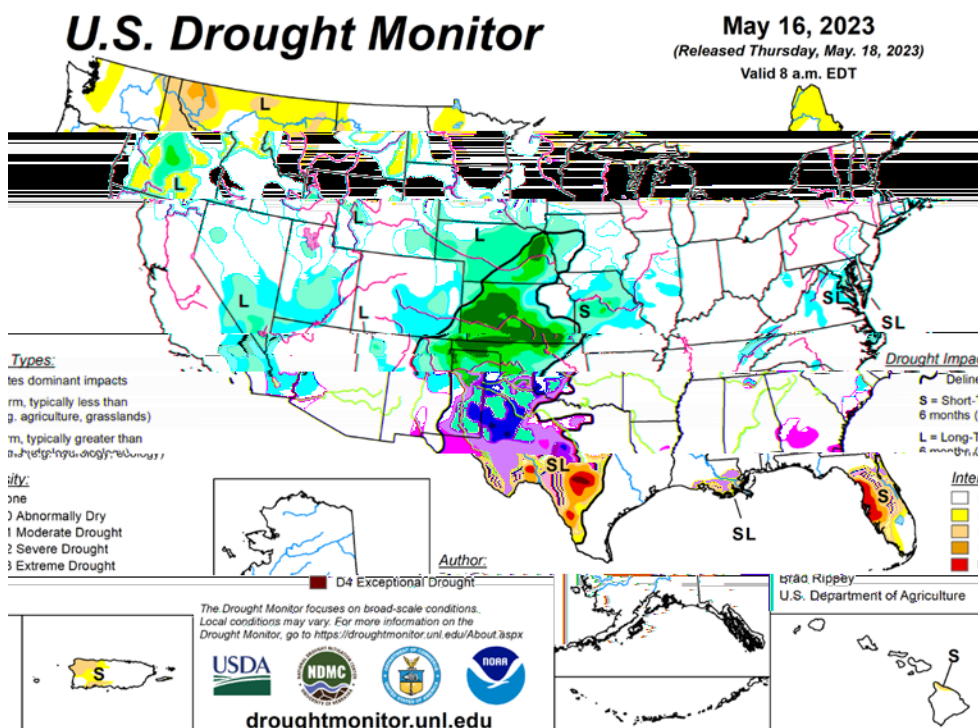 U.S. Drought Monitor
May 16, 2023
(Released Thursday, May. 18, 2023)
Valid 8 a.m. EDT
L
L
L
L
L
L
S
SL
SL
Types:
tes dominant impacts
rm, typically less than
g. agriculture, grasslands)
rm, typically greater than
Drought Impac
Deline
S = Short-T
6 months (
L = Long-T
6 months
SL
S
SL
sity:
one
0 Abnormally Dry
1 Moderate Drought
2 Severe Drought
3 Extreme Drought
Inter
Author:
D4 Exceptional Drought
Brad Rippey
U.S. Department of Agriculture
The Drought Monitor focuses on broad-scale conditions.
Local conditions may vary. For more information on the
Drought Monitor, go to https://droughtmonitor.unl.edu/About.aspx
S
S
USDA
NDMC
NOAA
droughtmonitor.unl.edu